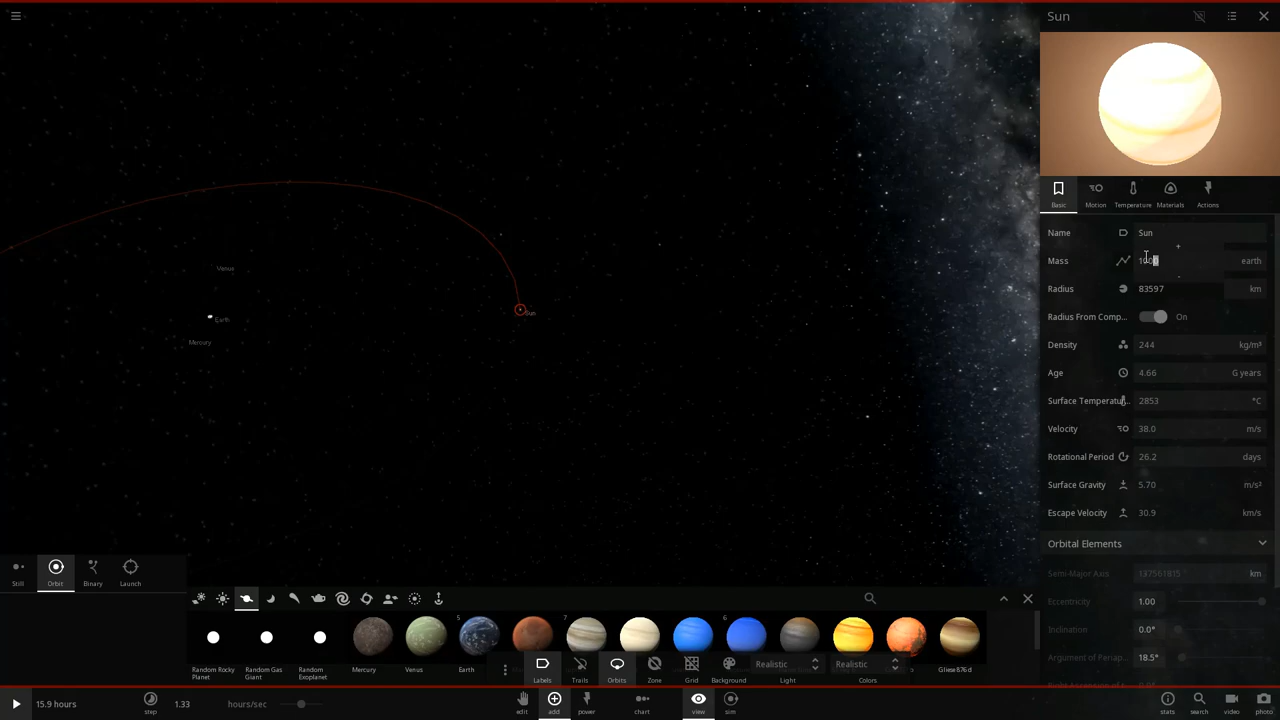 Sun
Basic
Motion
Temperature
Materials
Actions
Name
Sun
Mass
earth
Radius
83597
km
Radius From Comp...
On
Density
244
kg/m³
Age
4.66
G years
Surface Temperatu...
2853
°C
Velocity
38.0
m/s
Rotational Period
26.2
days
Surface Gravity
5.70
m/s²
Escape Velocity
30.9
km/s
Orbital Elements
Semi-Major Axis
137561815
km
Eccentricity
1.00
Inclination
0.0°
Argument of Periap...
18.5°
Venus
Earth
Mercury
Sun
Still
Orbit
Binary
Launch
5
7
6
Random Rocky Planet
Random Gas Giant
Random Exoplanet
Mercury
Venus
Earth
Gliese 876 d
Labels
Trails
Orbits
Zone
Grid
Background
Realistic
Light
Realistic
Colors
15.9 hours
step
1.33
hours/sec
edit
add
power
chart
view
sim
stats
search
video
photo